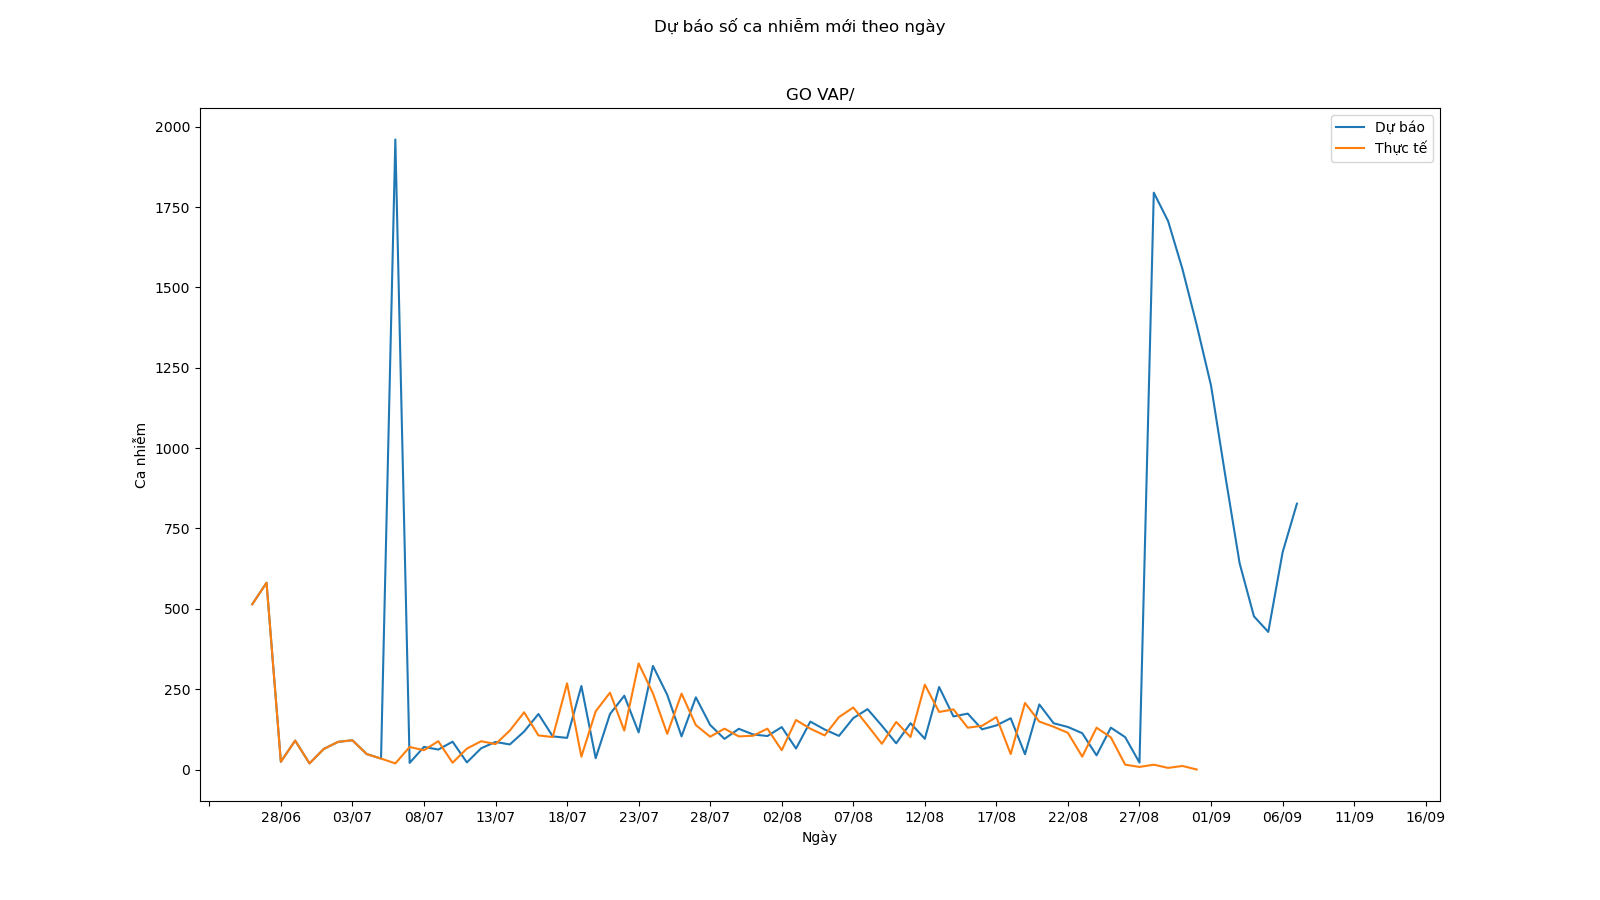 Dự báo số ca nhiễm mới theo ngày
GO VAP/
Dự báo
Thực tế
2000
1750
1500
1250
1000
750
500
250
0
Ca nhiễm
28/06 03/07 08/07 13/07 18/07 23/07 28/07 02/08 07/08 12/08 17/08 22/08 27/08 01/09 06/09 11/09 16/09
Ngày